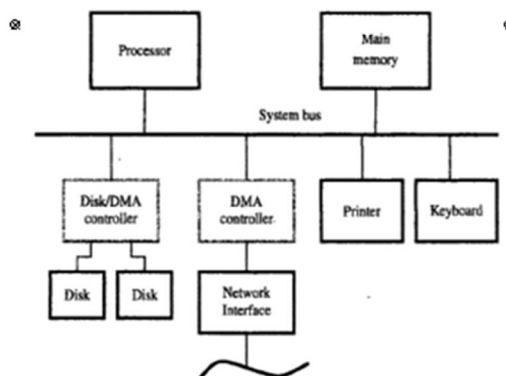 Processor
Main
memory
System bus
Disk/DMA
controller
DMA
controller
Printer
Keyboard
Disk
Disk
Network
Interface